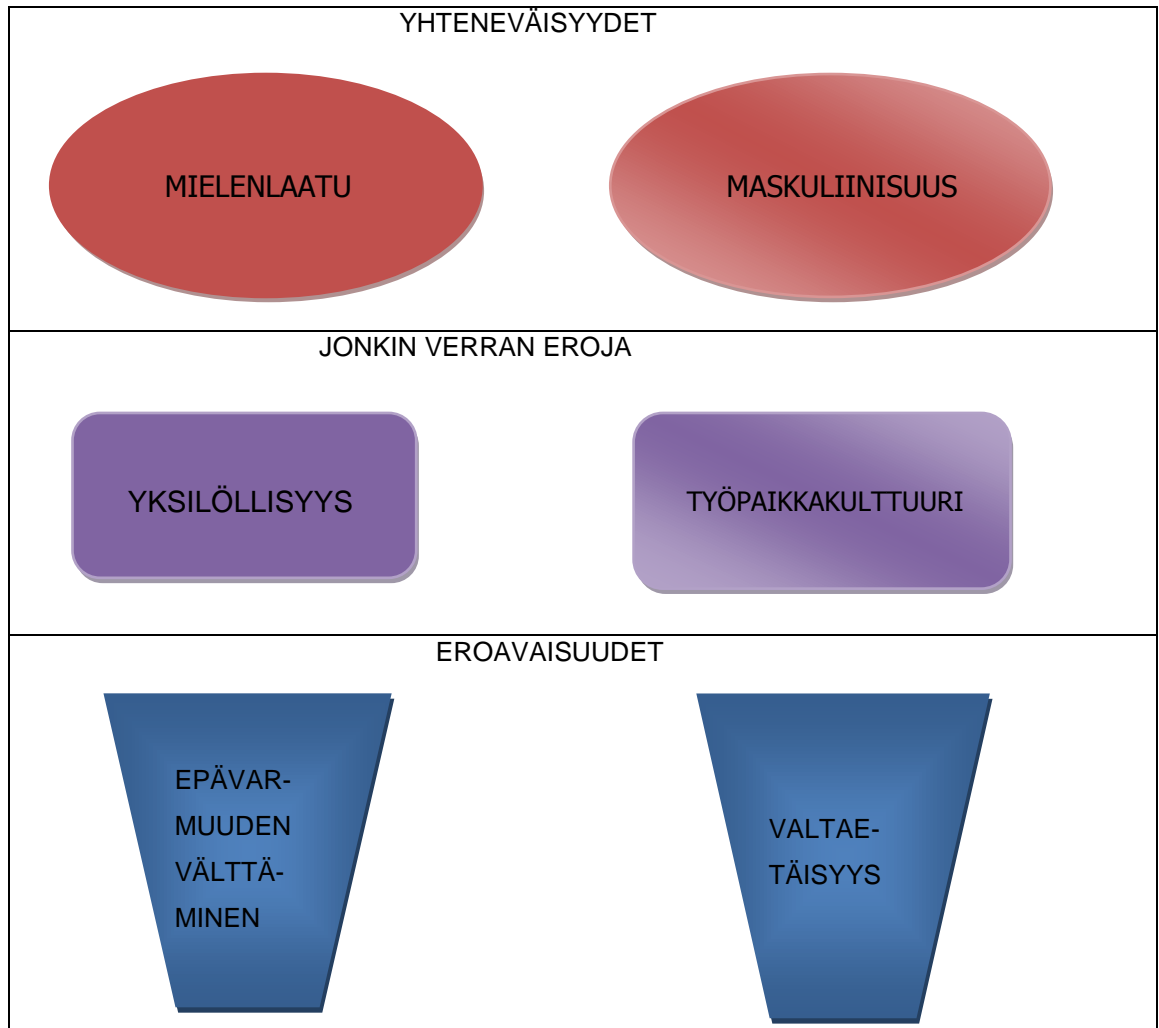 YHTENEVÄISYYDET
MIELENLAATU
MASKULIINISUUS
JONKIN VERRAN EROJA
YKSILÖLLISYYS
TYÖPAIKKAKULTTUURI
EROAVAISUUDET
EPÄVAR-
MUUDEN
VÄLTTÄ-
MINEN
VALTAE-
TÄISYYS